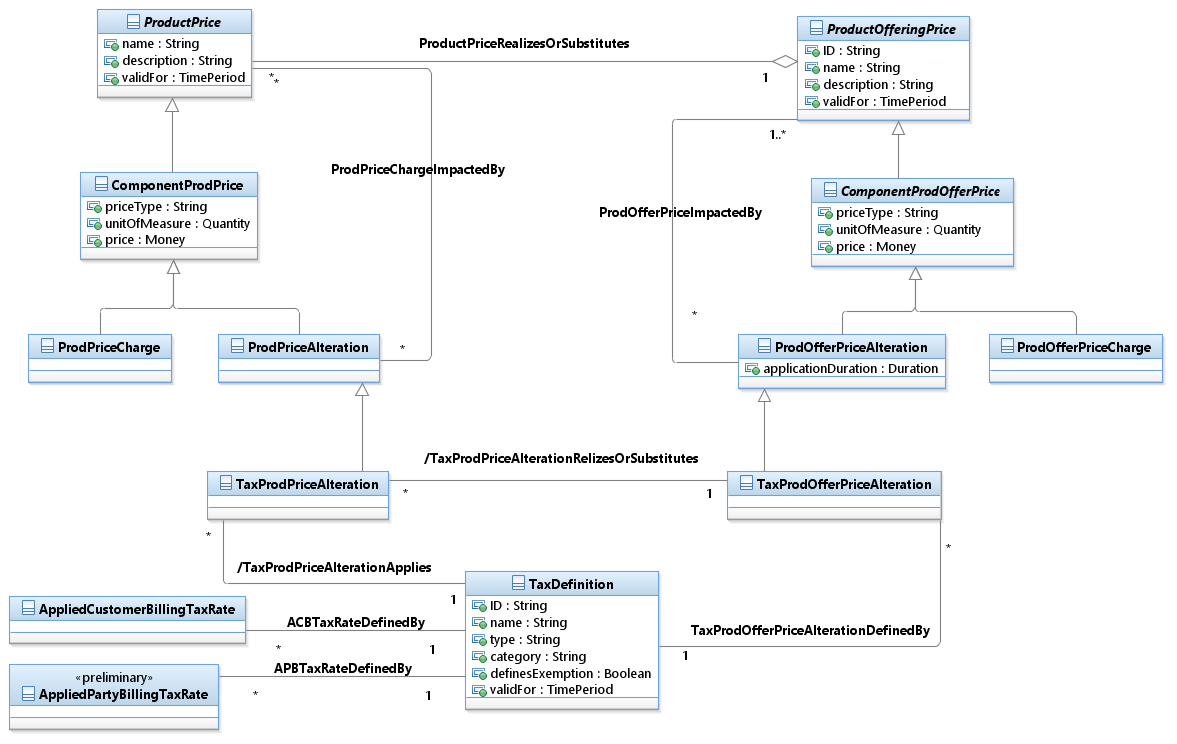 ProductPrice
name : String
description : String
validFor : TimePeriod
ProductPriceRealizesOrSubstitutes
*
*
1
ProductOfferingPrice
ID : String
name : String
description : String
validFor : TimePeriod
1..*
ProdPriceChargeImpactedBy
ComponentProdPrice
priceType : String
unitOfMeasure : Quantity
price : Money
ProdOfferPriceImpactedBy
ComponentProdOfferPrice
priceType : String
unitOfMeasure : Quantity
price : Money
ProdPriceCharge
ProdPriceAlteration
*
*
ProdOfferPriceAlteration
applicationDuration : Duration
ProdOfferPriceCharge
/TaxProdPriceAlterationRelizesOrSubstitutes
TaxProdPriceAlteration
*
1
TaxProdOfferPriceAlteration
*
*
/TaxProdPriceAlterationApplies
1
TaxDefinition
ID : String
name : String
type : String
category : String
definesExemption : Boolean
validFor : TimePeriod
AppliedCustomerBillingTaxRate
ACBTaxRateDefinedBy
*
1
TaxProdOfferPriceAlterationDefinedBy
1
«preliminary»
AppliedPartyBillingTaxRate
APBTaxRateDefinedBy
*
1